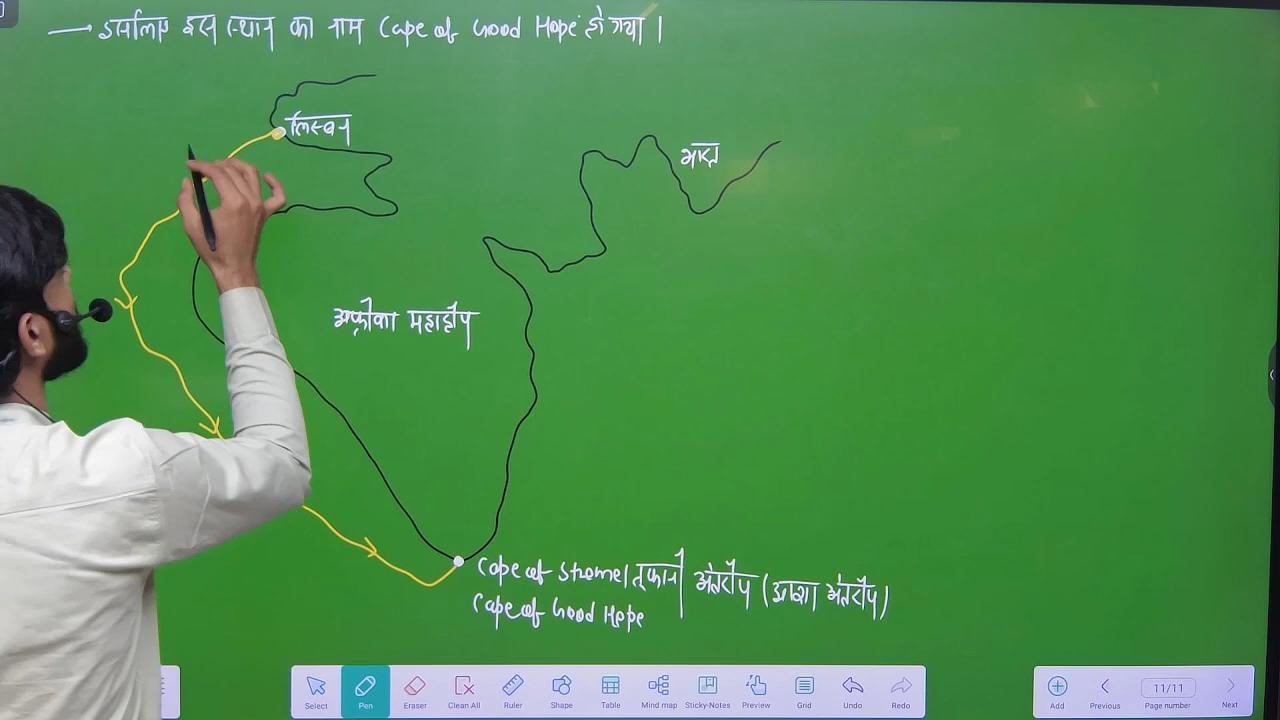 → इसलिए इस स्थान का नाम Cape of Good Hope हो गया।
लिस्बन
भारत
अफ्रीका महाद्वीप
Cape of Strome/तूफानी अंतरीप (आशा अंतरीप)
Cape of Good Hope
Select Pen Eraser Clean All Ruler Shape Table Mind map Sticky-Notes Preview Grid Undo Redo
Add Previous 11/11 Page number Next